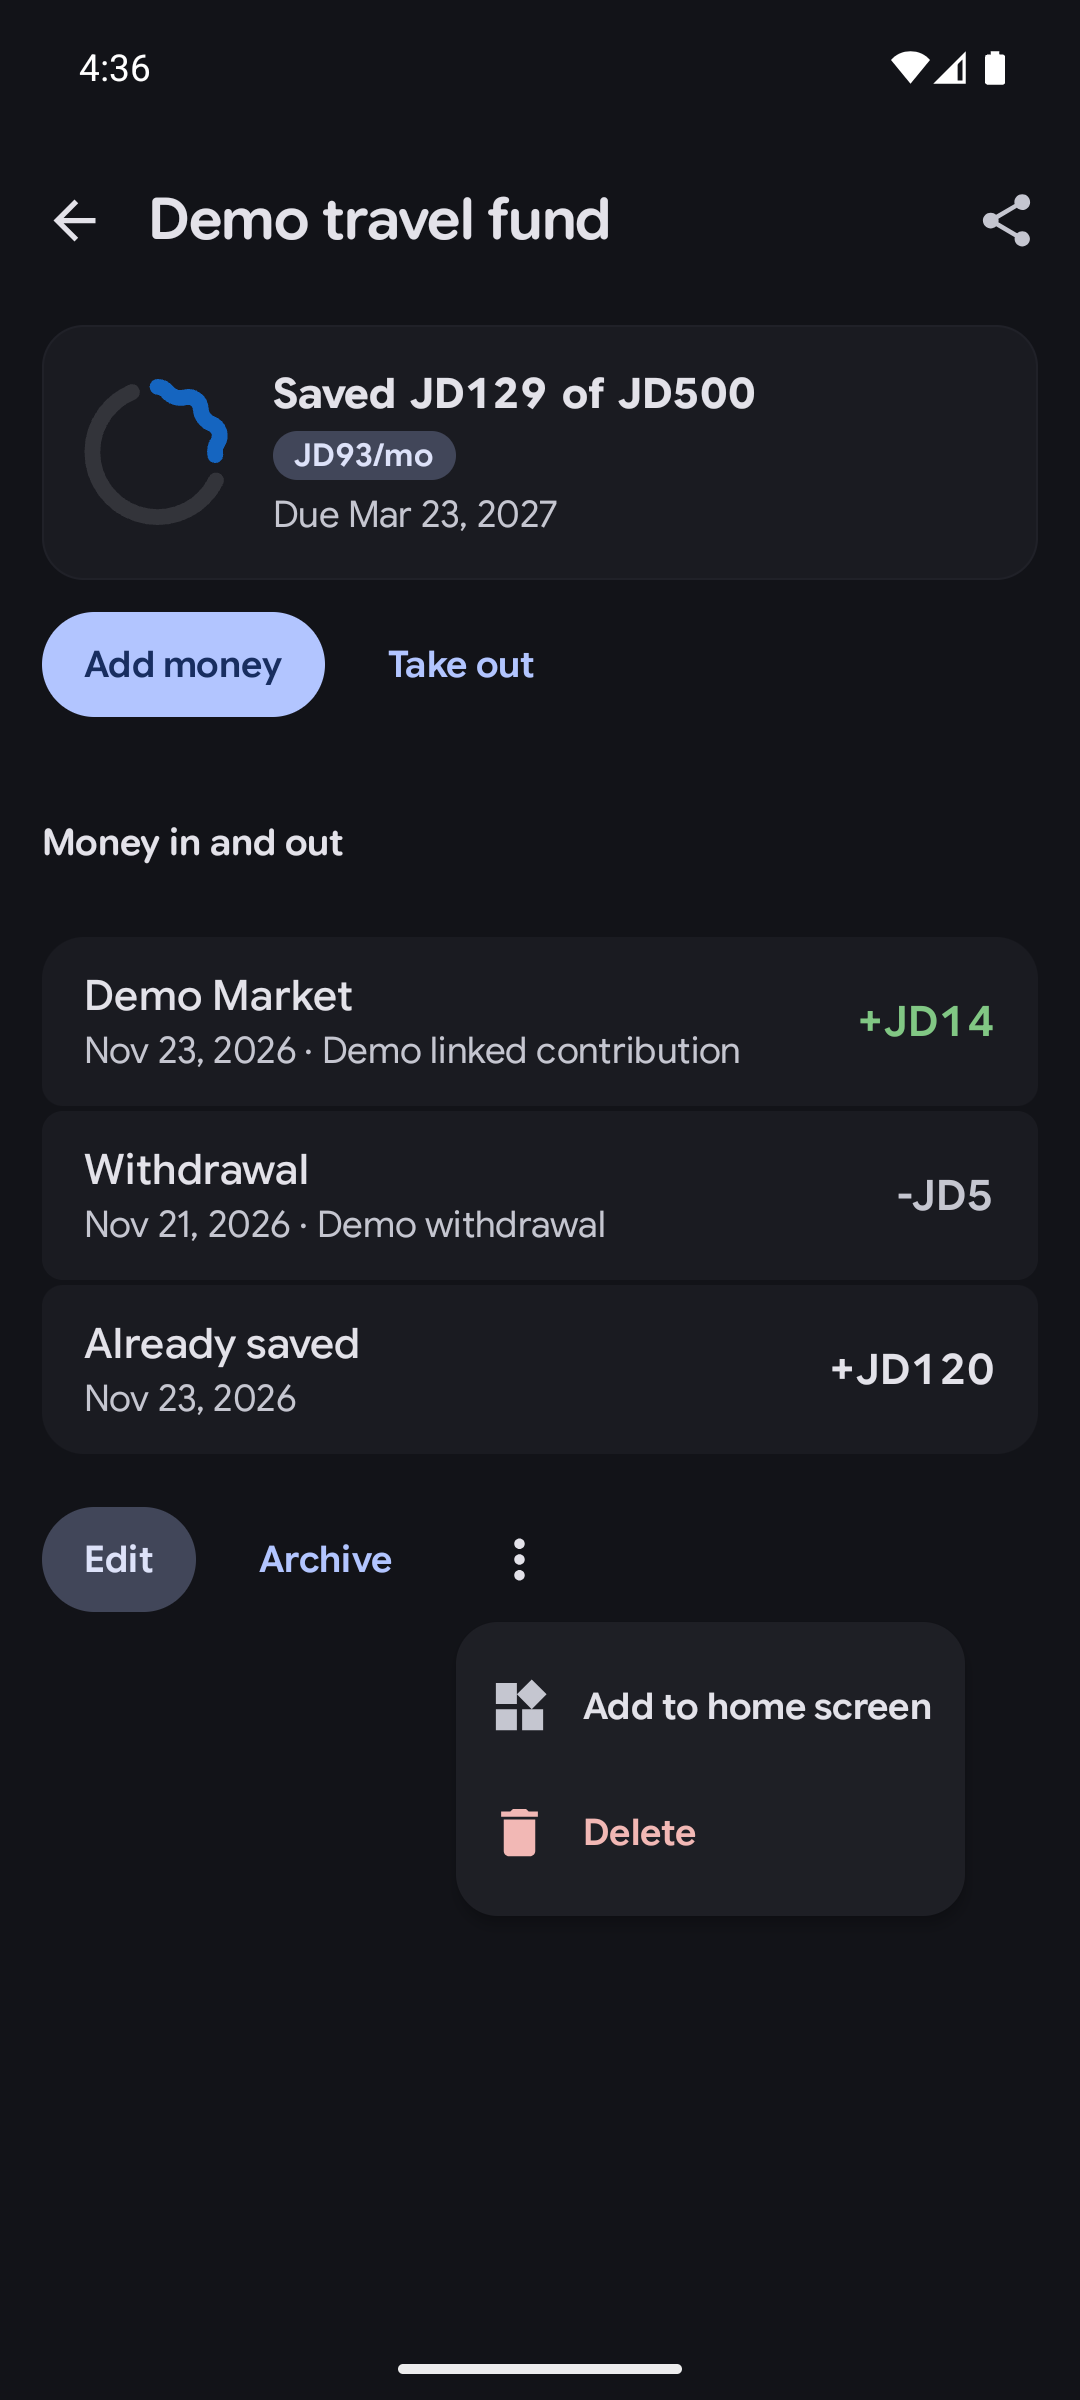 4:36
Demo travel fund
Saved JD129 of JD500
JD93/mo
Due Mar 23, 2027
Add money
Take out
Money in and out
Demo Market
Nov 23, 2026 · Demo linked contribution
+JD14
Withdrawal
Nov 21, 2026 · Demo withdrawal
-JD5
Already saved
Nov 23, 2026
+JD120
Edit
Archive
Add to home screen
Delete